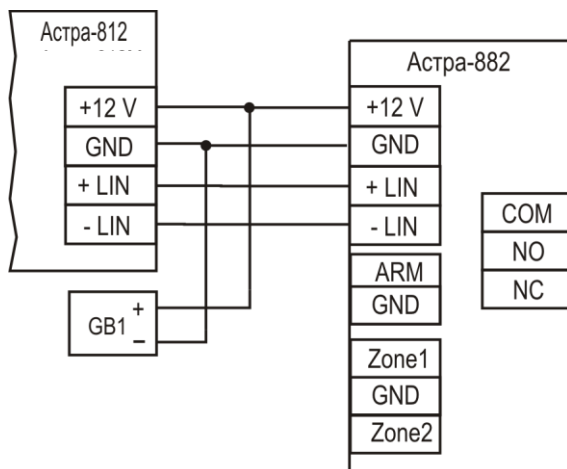 Астра-812
+12 V
GND
+ LIN
- LIN
GB1
+
−
Астра-882
+12 V
GND
+ LIN
- LIN
ARM
GND
Zone1
GND
Zone2
COM
NO
NC